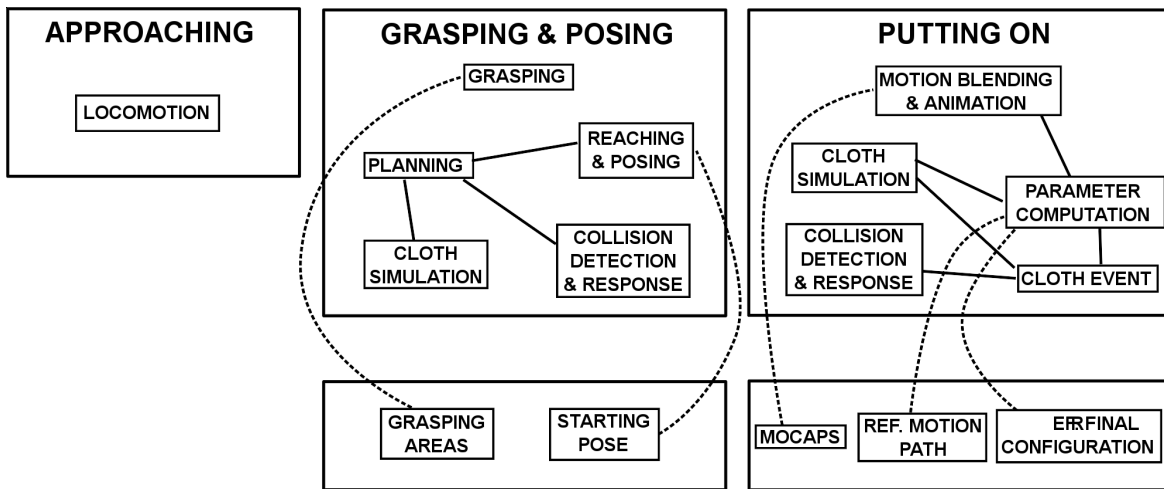 APPROACHING
LOCOMOTION
GRASPING & POSING
GRASPING
REACHING
& POSING
PLANNING
CLOTH
SIMULATION
COLLISION
DETECTION
& RESPONSE
PUTTING ON
MOTION BLENDING
& ANIMATION
CLOTH
SIMULATION
PARAMETER
COMPUTATION
COLLISION
DETECTION
& RESPONSE
CLOTH EVENT
GRASPING
AREAS
STARTING
POSE
MOCAPS
REF. MOTION
PATH
ERFINAL
CONFIGURATION